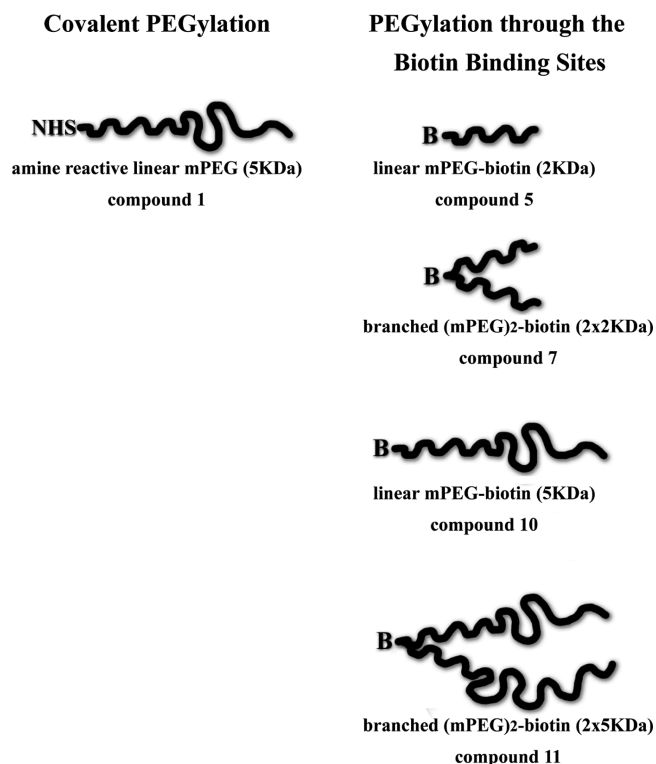 Covalent PEGylation
PEGylation through the
Biotin Binding Sites
NHS
amine reactive linear mPEG (5KDa)
compound 1
B
linear mPEG-biotin (2KDa)
compound 5
B
branched (mPEG)2-biotin (2x2KDa)
compound 7
B
linear mPEG-biotin (5KDa)
compound 10
B
branched (mPEG)2-biotin (2x5KDa)
compound 11